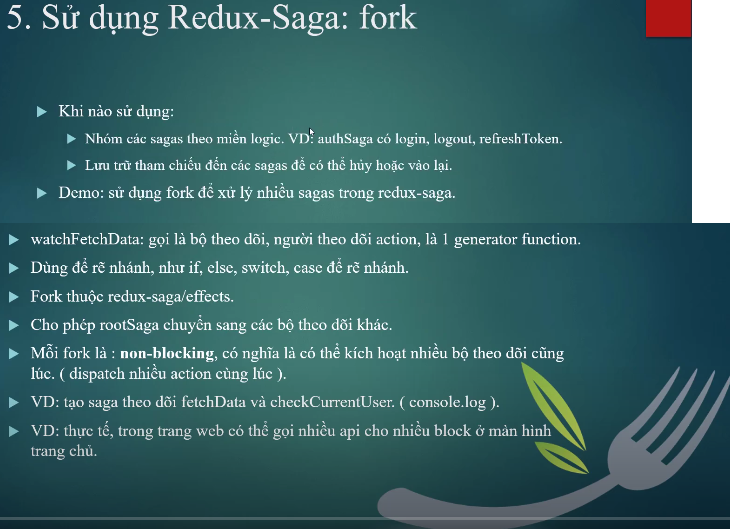 5. Sử dụng Redux-Saga: fork
Khi nào sử dụng:
Nhóm các sagas theo miền logic. VD: authSaga có login, logout, refreshToken.
Lưu trữ tham chiếu đến các sagas để có thể hủy hoặc vào lại.
Demo: sử dụng fork để xử lý nhiều sagas trong redux-saga.
watchFetchData: gọi là bộ theo dõi, người theo dõi action, là 1 generator function.
Dùng để rẽ nhánh, như if, else, switch, case để rẽ nhánh.
Fork thuộc redux-saga/effects.
Cho phép rootSaga chuyển sang các bộ theo dõi khác.
Mỗi fork là : non-blocking, có nghĩa là có thể kích hoạt nhiều bộ theo dõi cũng
lúc. ( dispatch nhiều action cùng lúc ).
VD: tạo saga theo dõi fetchData và checkCurrentUser. ( console.log ).
VD: thực tế, trong trang web có thể gọi nhiều api cho nhiều block ở màn hình
trang chủ.